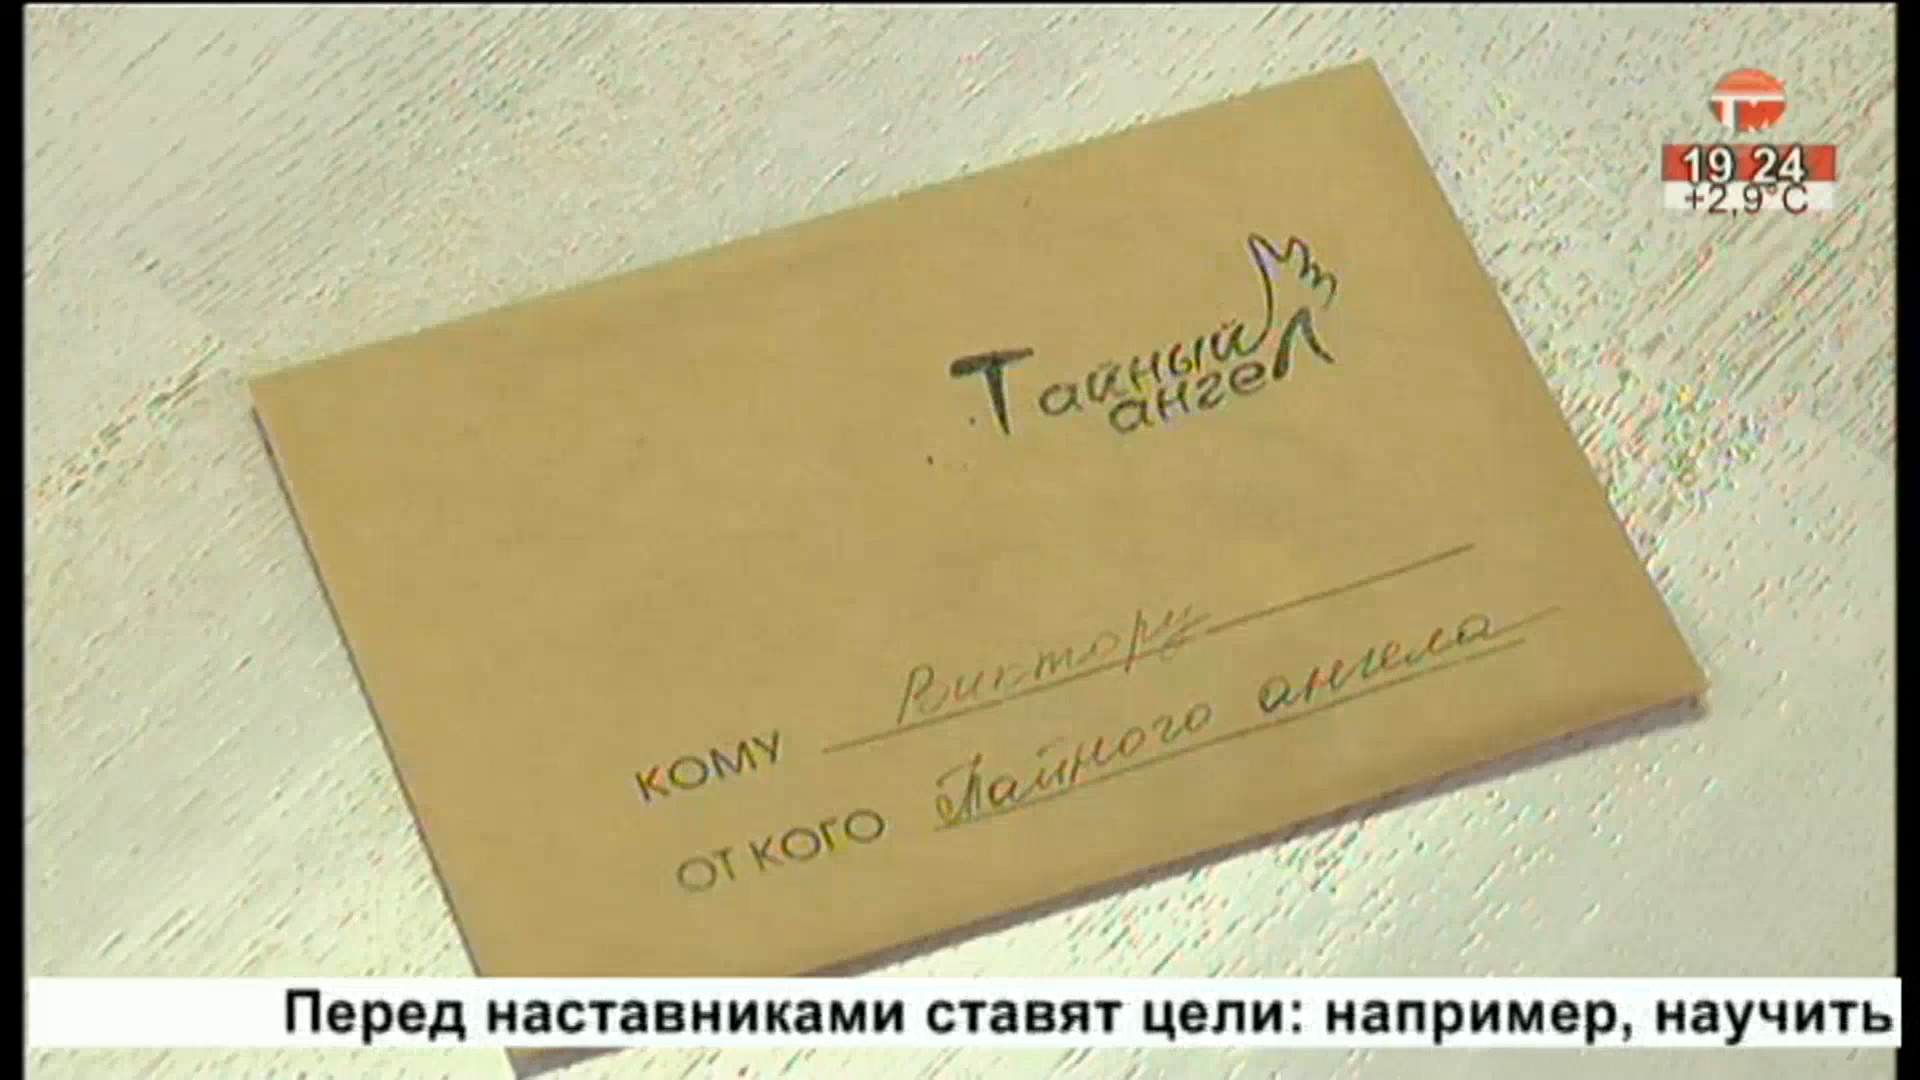 ТМ
19 24
+2,9°C
Тайный
ангел
КОМУ Виктору
ОТ КОГО Тайного ангела
Перед наставниками ставят цели: например, научить